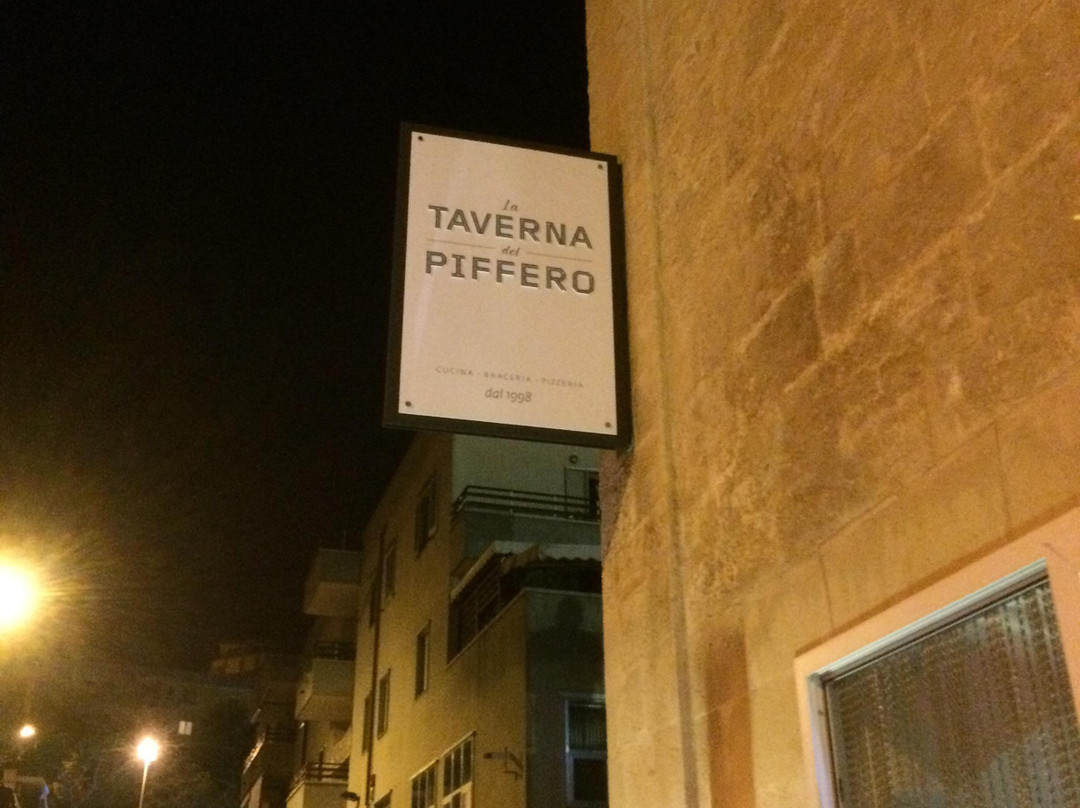 La
TAVERNA
del
PIFFERO
CUCINA - BRACERIA - PIZZERIA
dal 1998